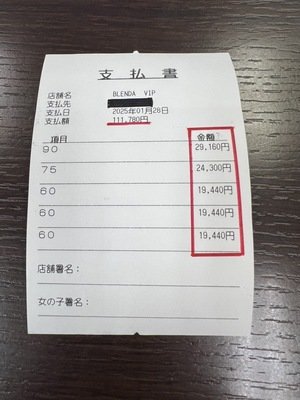 支払書
店舗名 BLENDA VIP
支払先
支払日 2025年01月28日
支払額 111,780円
項目 金額
90 29,160円
75 24,300円
60 19,440円
60 19,440円
60 19,440円
店舗署名：
女の子署名：